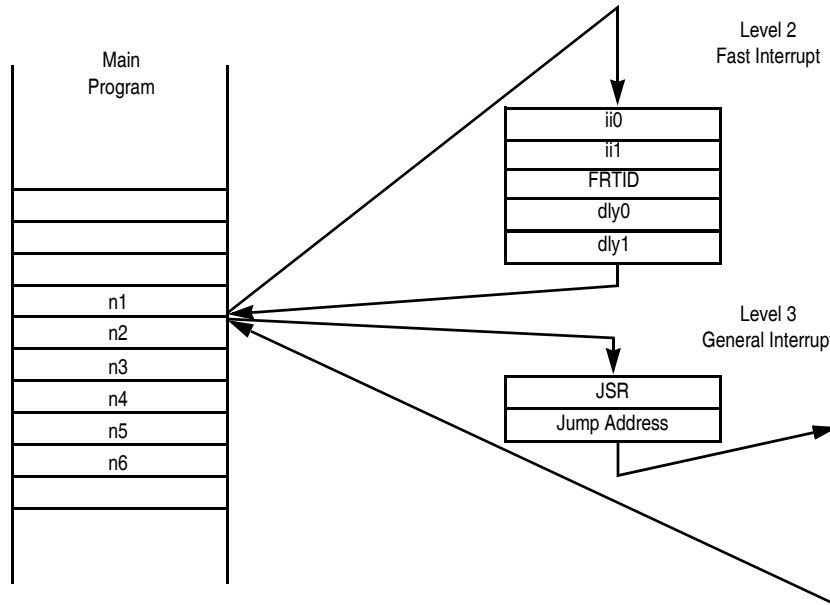 Main
Program
n1
n2
n3
n4
n5
n6
Level 2
Fast Interrupt
ii0
ii1
FRTID
dly0
dly1
Level 3
General Interrupt
JSR
Jump Address